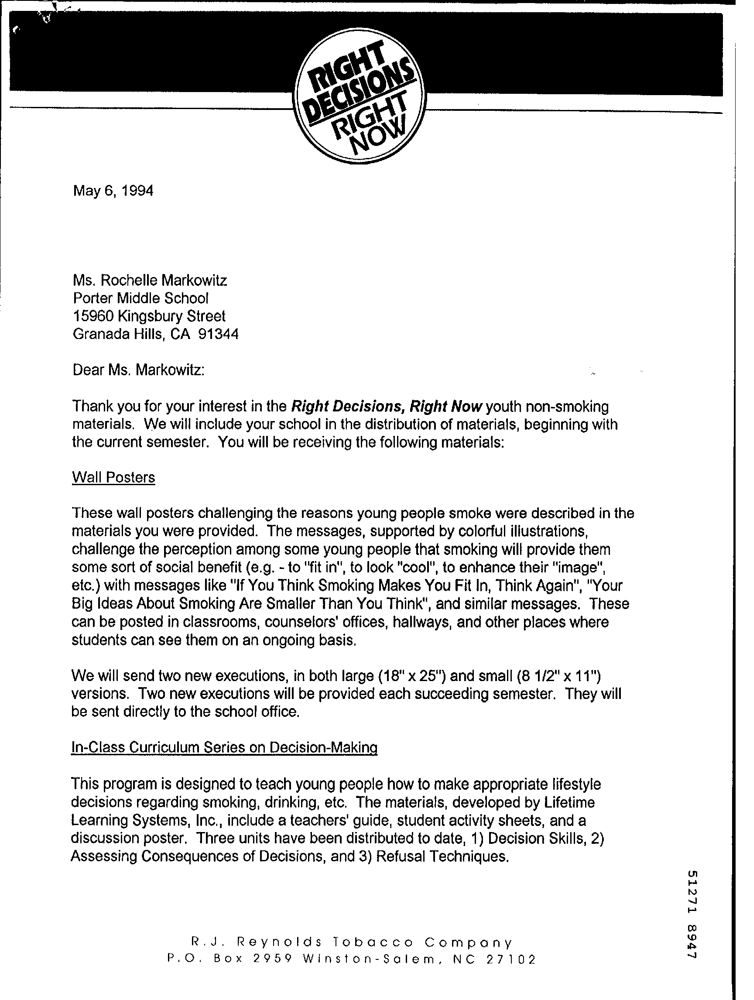 RIGHT
DECISIONS
RIGHT
NOW
May 6, 1994
Ms. Rochelle Markowitz
Porter Middle School
15960 Kingsbury Street
Granada Hills, CA 91344
Dear Ms. Markowitz:
Thank you for your interest in the Right Decisions, Right Now youth non-smoking
materials. We will include your school in the distribution of materials, beginning with
the current semester. You will be receiving the following materials:
Wall Posters
These wall posters challenging the reasons young people smoke were described in the
materials you were provided. The messages, supported by colorful illustrations,
challenge the perception among some young people that smoking will provide them
some sort of social benefit (e.g. - to "fit in", to look "cool", to enhance their "image",
etc.) with messages like "If You Think Smoking Makes You Fit In, Think Again", "Your
Big Ideas About Smoking Are Smaller Than You Think", and similar messages. These
can be posted in classrooms, counselors' offices, hallways, and other places where
students can see them on an ongoing basis.
We will send two new executions, in both large (18" x 25") and small (8 1/2" x 11")
versions. Two new executions will be provided each succeeding semester. They will
be sent directly to the school office.
In-Class Curriculum Series on Decision-Making
This program is designed to teach young people how to make appropriate lifestyle
decisions regarding smoking, drinking, etc. The materials, developed by Lifetime
Learning Systems, Inc., include a teachers' guide, student activity sheets, and a
discussion poster. Three units have been distributed to date, 1) Decision Skills, 2)
Assessing Consequences of Decisions, and 3) Refusal Techniques.
R.J. Reynolds Tobacco Company
P.O. Box 2959 Winston-Salem, NC 27102
51271 8947